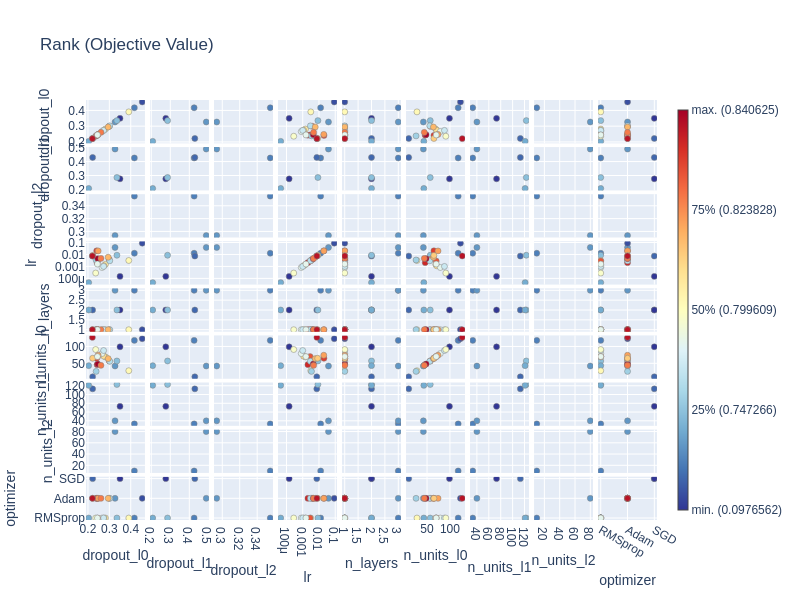 Rank (Objective Value)
dropout_l0
0.4
0.3
0.2
dropout_l1
0.5
0.4
0.3
0.2
dropout_l2
0.34
0.32
0.3
lr
0.1
0.01
0.001
100μ
n_layers
3
2.5
2
1.5
1
n_units_l0
100
50
n_units_l1
120
100
80
60
40
n_units_l2
80
60
40
20
optimizer
SGD
Adam
RMSprop
0.2 0.3 0.4
0.2 0.3 0.4 0.5
0.3 0.32 0.34
100μ 0.001 0.01 0.1
1 1.5 2 2.5 3
50 100
40 60 80 100 120
20 40 60 80
RMSprop Adam SGD
dropout_l0 dropout_l1 dropout_l2 lr n_layers n_units_l0 n_units_l1 n_units_l2 optimizer
max. (0.840625)
75% (0.823828)
50% (0.799609)
25% (0.747266)
min. (0.0976562)